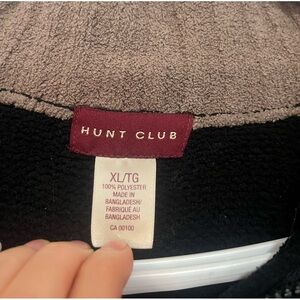 HUNT CLUB
XL/TG
100% POLYESTER
MADE IN
BANGLADESH/
FABRIQUÉ AU
BANGLADESH
CA 00100